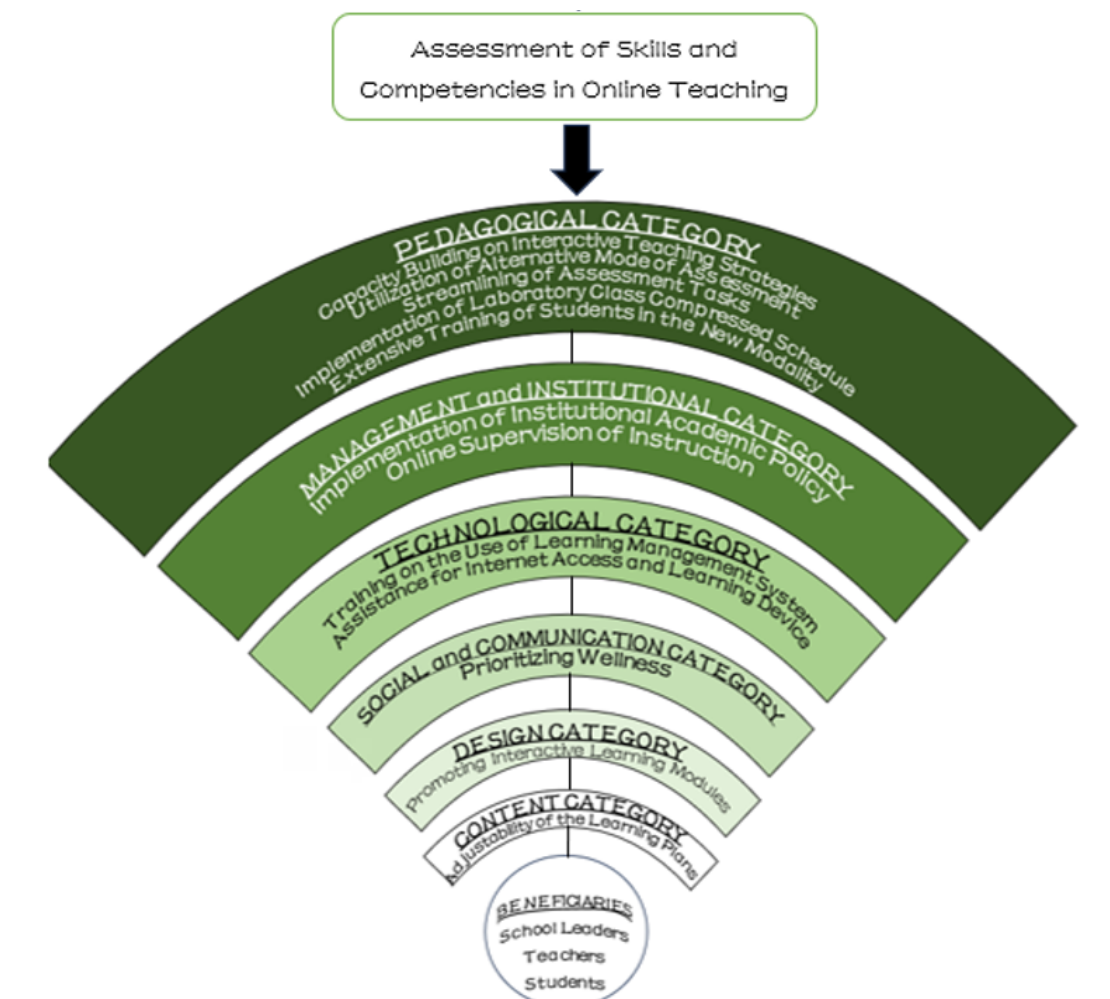 Assessment of Skills and
Competencies in Online Teaching
PEDAGOGICAL CATEGORY
Capacity Building on Interactive Teaching Strategies
Utilization of Alternative Mode of Assessment
Streamlining of Assessment Tasks
Implementation of Laboratory Class Compressed Schedule
Extensive Training of Students in the New Modality
MANAGEMENT and INSTITUTIONAL CATEGORY
Implementation of Institutional Academic Policy
Online Supervision of Instruction
TECHNOLOGICAL CATEGORY
Training on the Use of Learning Management System
Assistance for Internet Access and Learning Device
SOCIAL and COMMUNICATION CATEGORY
Prioritizing Wellness
DESIGN CATEGORY
Promoting Interactive Learning Modules
CONTENT CATEGORY
Adjustability of the Learning Plans
BENEFICIARIES
School Leaders
Teachers
Students